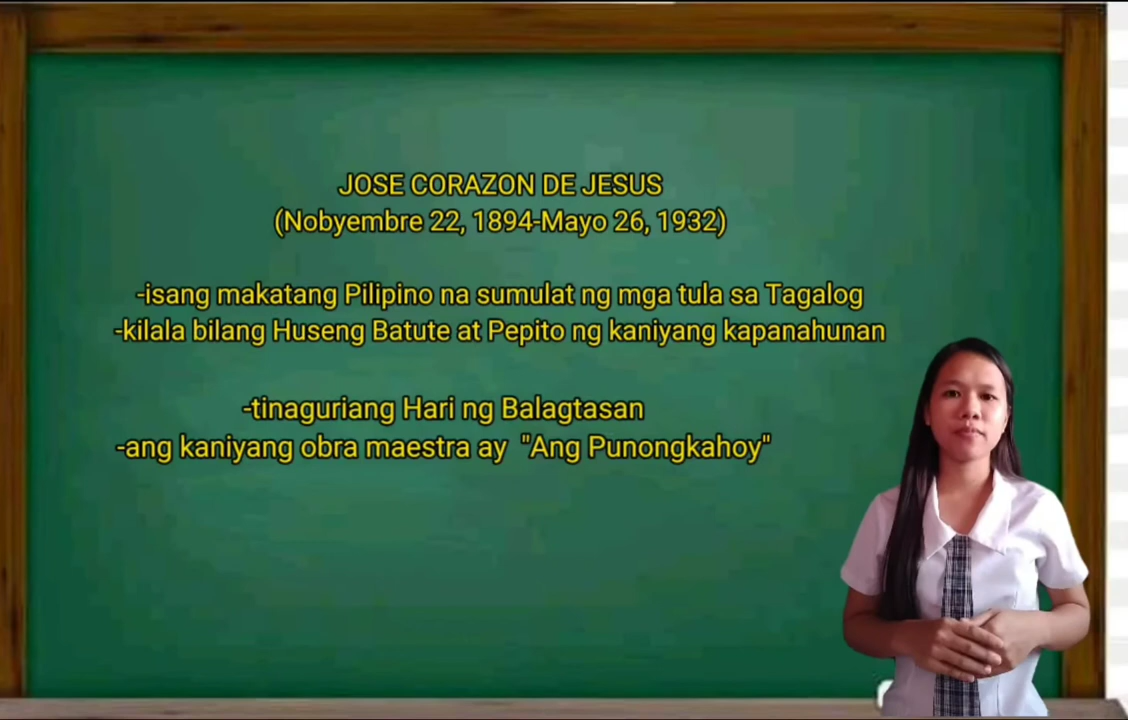 JOSE CORAZON DE JESUS
(Nobyembre 22, 1894-Mayo 26, 1932)
-isang makatang Pilipino na sumulat ng mga tula sa Tagalog
-kilala bilang Huseng Batute at Pepito ng kaniyang kapanahunan
-tinaguriang Hari ng Balagtasan
-ang kaniyang obra maestra ay "Ang Punongkahoy"